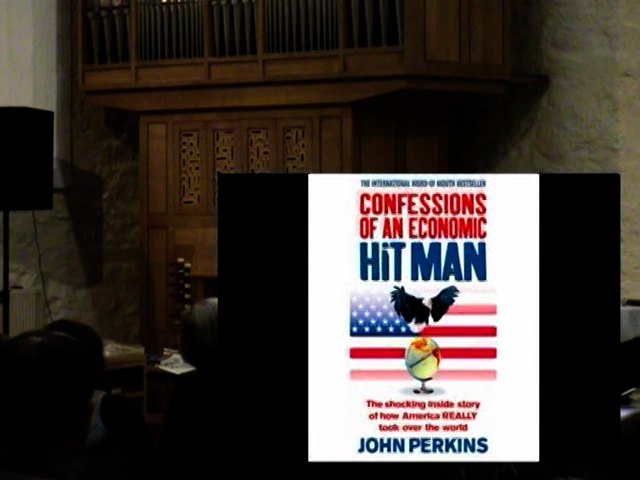 THE INTERNATIONAL WORD-OF MOUTH BESTSELLER
CONFESSIONS
OF AN ECONOMIC
HiT MAN
The shocking inside story
of how America REALLY
took over the world
JOHN PERKINS